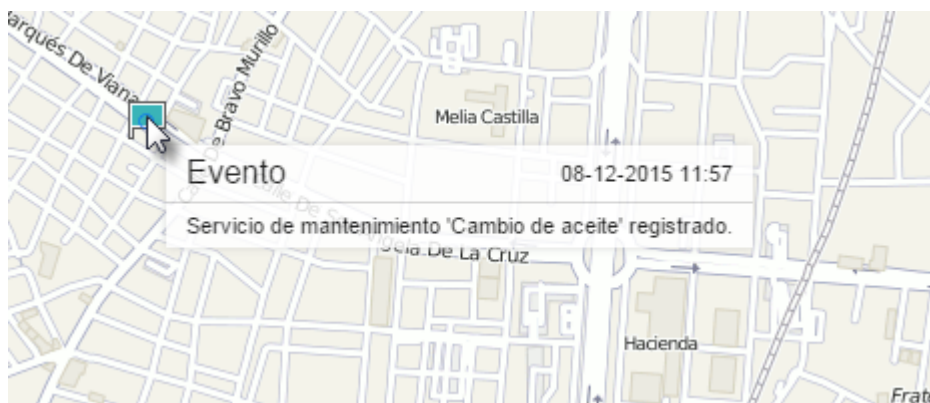 Marqués De Viana
De Bravo Murillo
Melia Castilla
Evento 08-12-2015 11:57
Servicio de mantenimiento 'Cambio de aceite' registrado.
De La Cruz
Hacienda